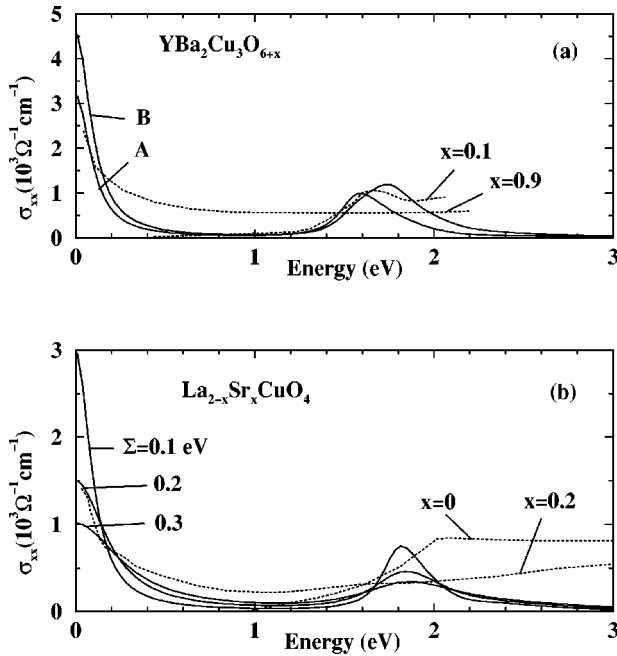 5
YBa₂Cu₃O₆₊ₓ
(a)
4
B
3
A
σₓₓ(10³Ω⁻¹cm⁻¹)
2
x=0.1
1
x=0.9
0
0 1 2 3
Energy (eV)
3
La₂₋ₓSrₓCuO₄
(b)
Σ=0.1 eV
2
0.2
0.3
x=0
x=0.2
σₓₓ(10³Ω⁻¹cm⁻¹)
1
0
0 1 2 3
Energy (eV)